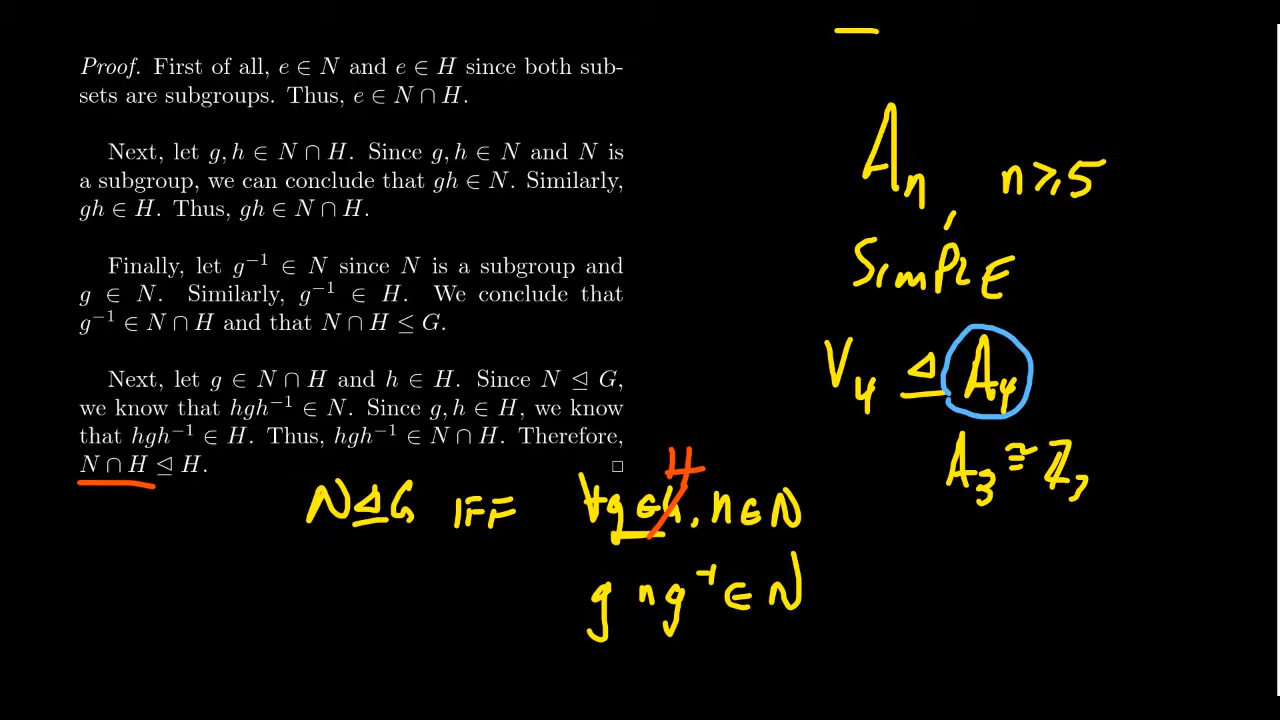 Proof. First of all, e ∈ N and e ∈ H since both sub-
sets are subgroups. Thus, e ∈ N ∩ H.
Next, let g, h ∈ N ∩ H. Since g, h ∈ N and N is
a subgroup, we can conclude that gh ∈ N. Similarly,
gh ∈ H. Thus, gh ∈ N ∩ H.
Finally, let g⁻¹ ∈ N since N is a subgroup and
g ∈ N. Similarly, g⁻¹ ∈ H. We conclude that
g⁻¹ ∈ N ∩ H and that N ∩ H ≤ G.
Next, let g ∈ N ∩ H and h ∈ H. Since N ⊴ G,
we know that hgh⁻¹ ∈ N. Since g, h ∈ H, we know
that hgh⁻¹ ∈ H. Thus, hgh⁻¹ ∈ N ∩ H. Therefore,
N ∩ H ⊴ H. □
Aₙ, n ≥ 5
SIMPLE
V₄ ⊴ A₄
A₃ ≅ ℤ₃
H
N ⊴ G IFF ∀g ∈ , n ∈ N
g n g⁻¹ ∈ N